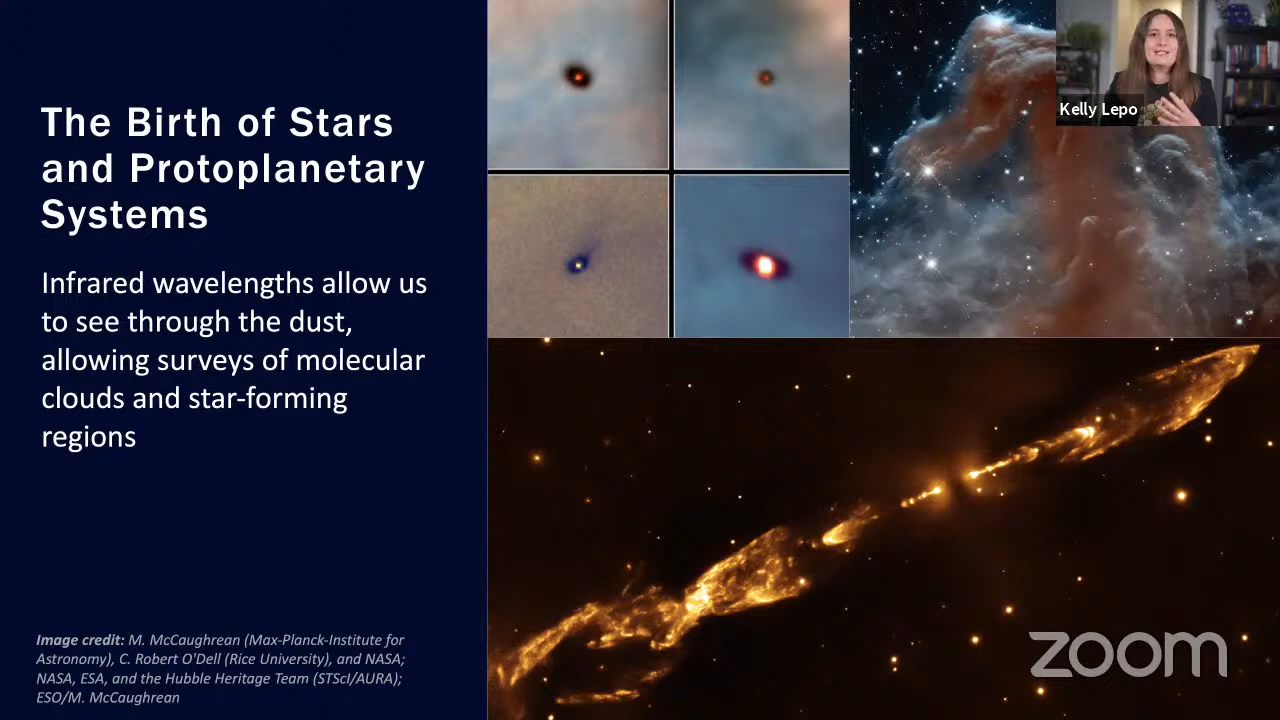 The Birth of Stars
and Protoplanetary
Systems
Infrared wavelengths allow us
to see through the dust,
allowing surveys of molecular
clouds and star-forming
regions
Image credit: M. McCaughrean (Max-Planck-Institute for
Astronomy), C. Robert O'Dell (Rice University), and NASA;
NASA, ESA, and the Hubble Heritage Team (STScI/AURA);
ESO/M. McCaughrean
Kelly Lepo
zoom